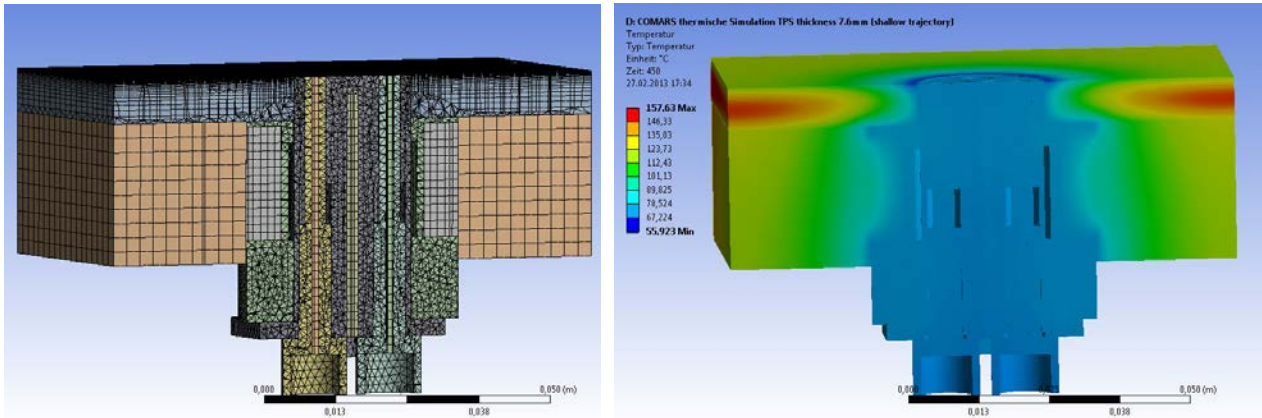 0,000
0,050 (m)
0,013
0,038
D: COMARS thermische Simulation TPS thickness 7.6mm (shallow trajectory)
Temperatur
Typ: Temperatur
Einheit: °C
Zeit: 450
27.02.2013 17:34
157.63 Max
146,33
135,03
123,73
112,43
101,13
89,825
78,524
67,224
55.923 Min
0,000
0,025
0,050 (m)
0,013
0,038